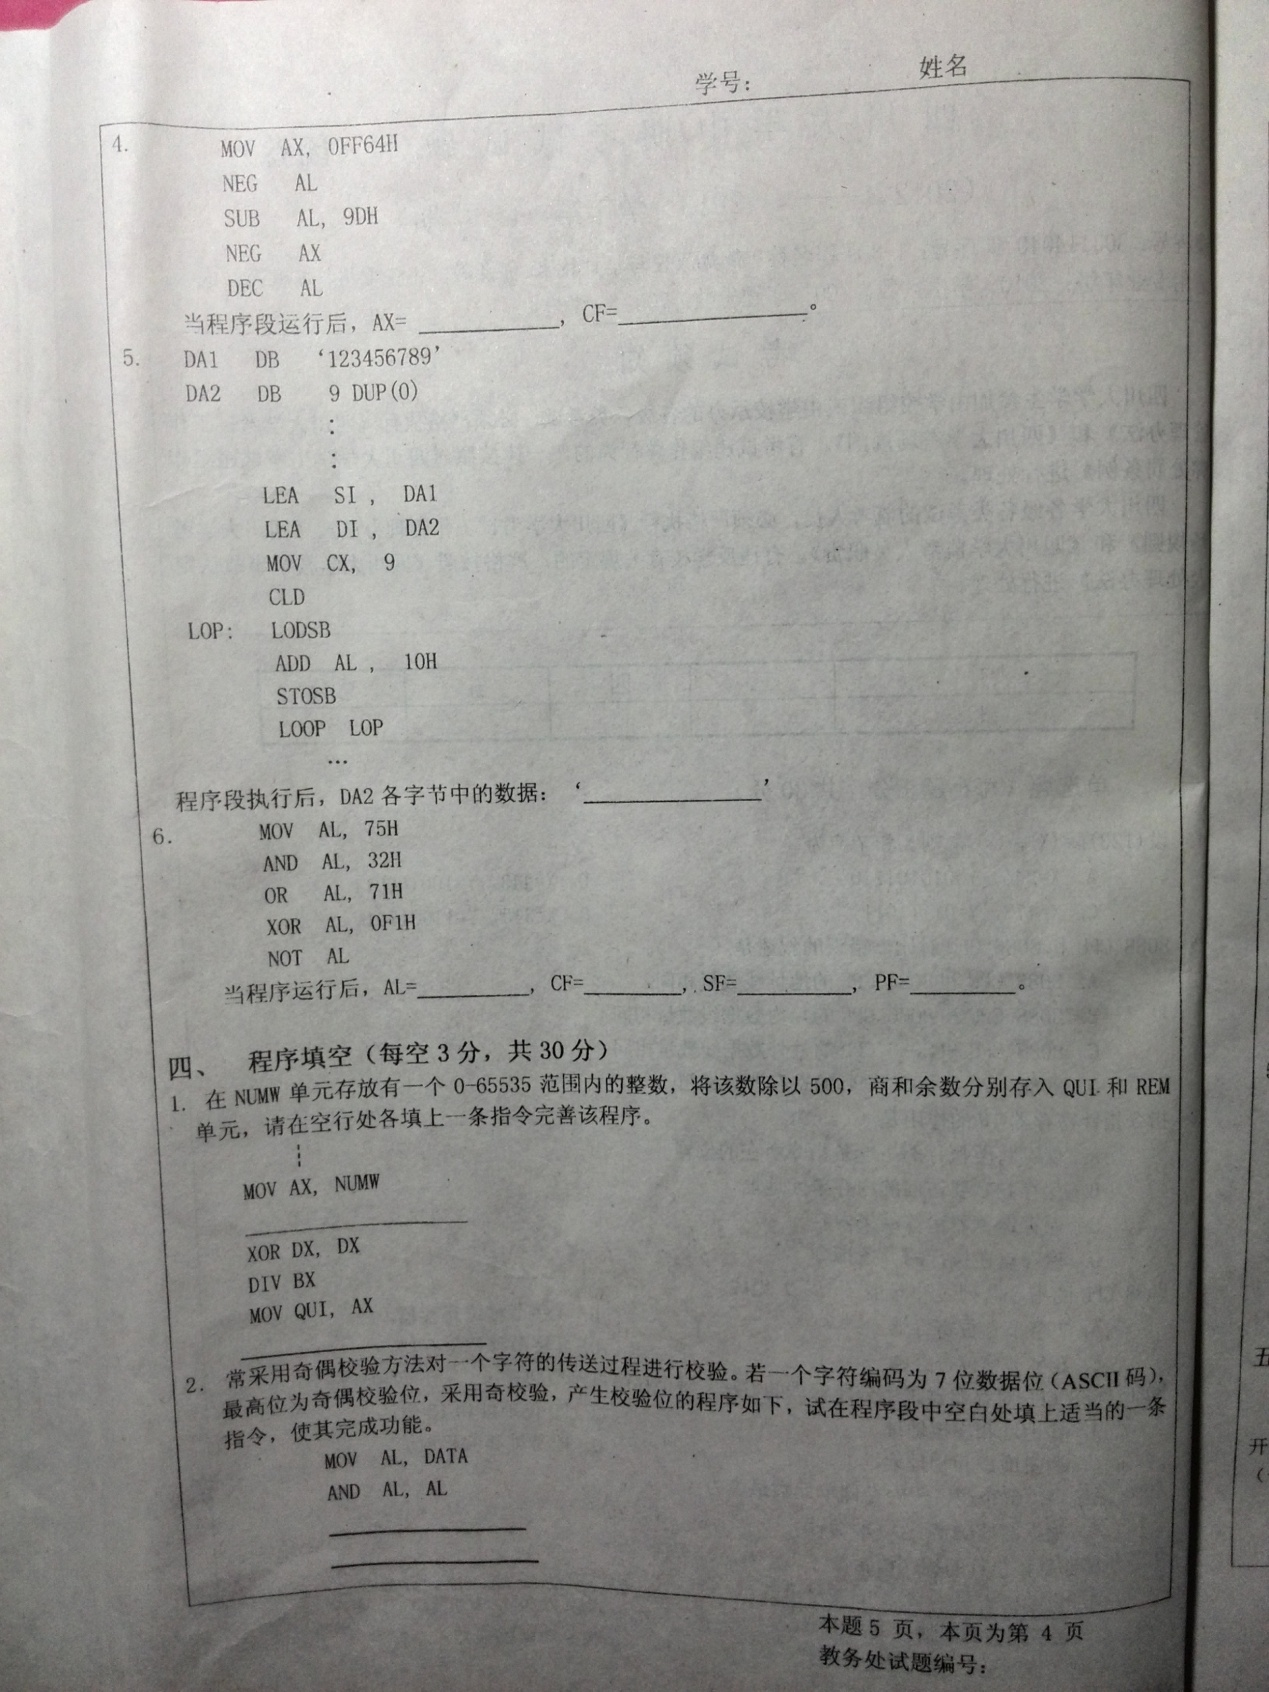 学号： 姓名
4. MOV AX, 0FF64H
NEG AL
SUB AL, 9DH
NEG AX
DEC AL
当程序段运行后，AX= ____________, CF=________________。
5. DA1 DB ‘123456789’
DA2 DB 9 DUP(0)
⋮
LEA SI , DA1
LEA DI , DA2
MOV CX, 9
CLD
LOP: LODSB
ADD AL , 10H
STOSB
LOOP LOP
…
程序段执行后，DA2 各字节中的数据：‘_______________’
6. MOV AL, 75H
AND AL, 32H
OR AL, 71H
XOR AL, 0F1H
NOT AL
当程序运行后，AL=__________, CF=________, SF=__________, PF=_________。
四、 程序填空（每空 3 分，共 30 分）
1. 在 NUMW 单元存放有一个 0-65535 范围内的整数，将该数除以 500，商和余数分别存入 QUI 和 REM
单元，请在空行处各填上一条指令完善该程序。
MOV AX, NUMW
____________________
XOR DX, DX
DIV BX
MOV QUI, AX
____________________
2. 常采用奇偶校验方法对一个字符的传送过程进行校验。若一个字符编码为 7 位数据位（ASCII 码），
最高位为奇偶校验位，采用奇校验，产生校验位的程序如下，试在程序段中空白处填上适当的一条
指令，使其完成功能。
MOV AL, DATA
AND AL, AL
____________________
____________________
本题 5 页，本页为第 4 页
教务处试题编号：
五
开
（